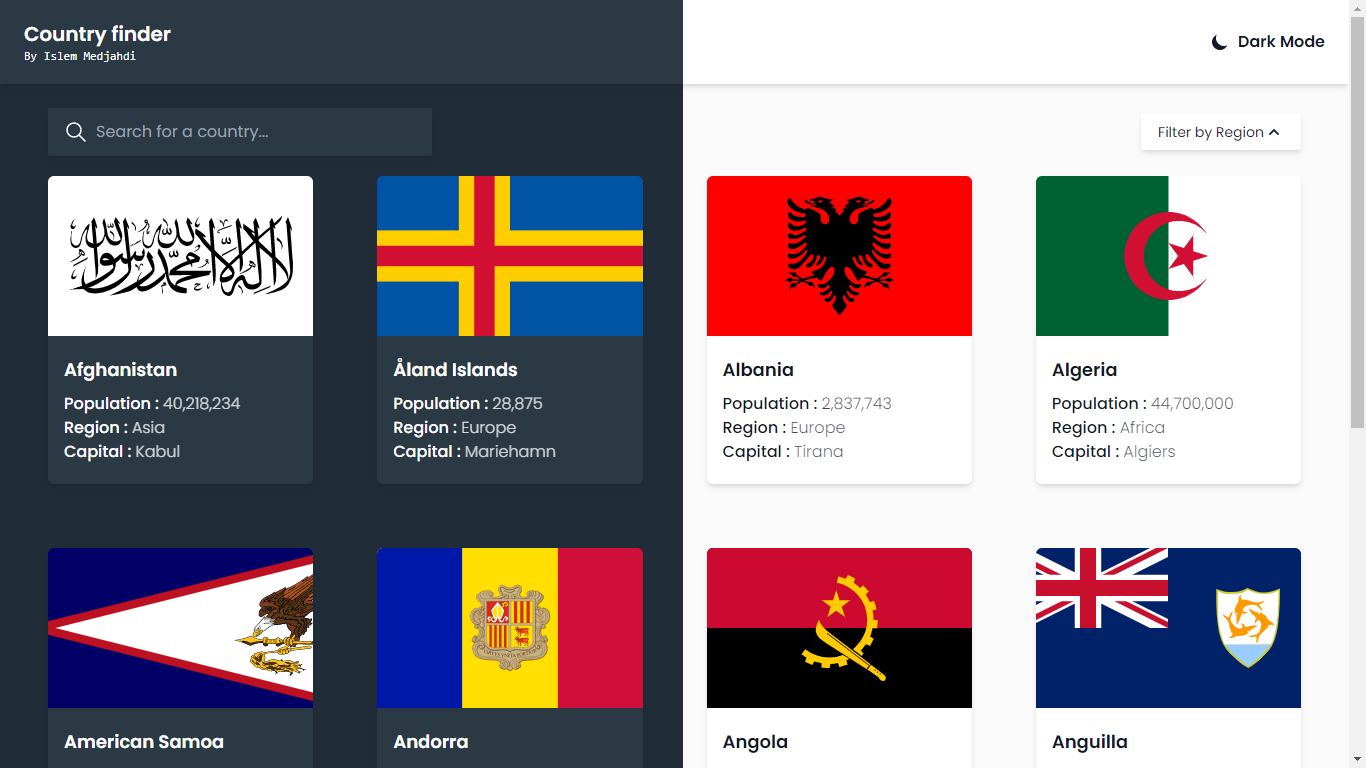 Country finder
By Islem Medjahdi
Dark Mode
Search for a country...
Filter by Region
لا إله إلا الله محمد رسول الله
Afghanistan
Population : 40,218,234
Region : Asia
Capital : Kabul
Åland Islands
Population : 28,875
Region : Europe
Capital : Mariehamn
Albania
Population : 2,837,743
Region : Europe
Capital : Tirana
Algeria
Population : 44,700,000
Region : Africa
Capital : Algiers
American Samoa
Andorra
Angola
Anguilla